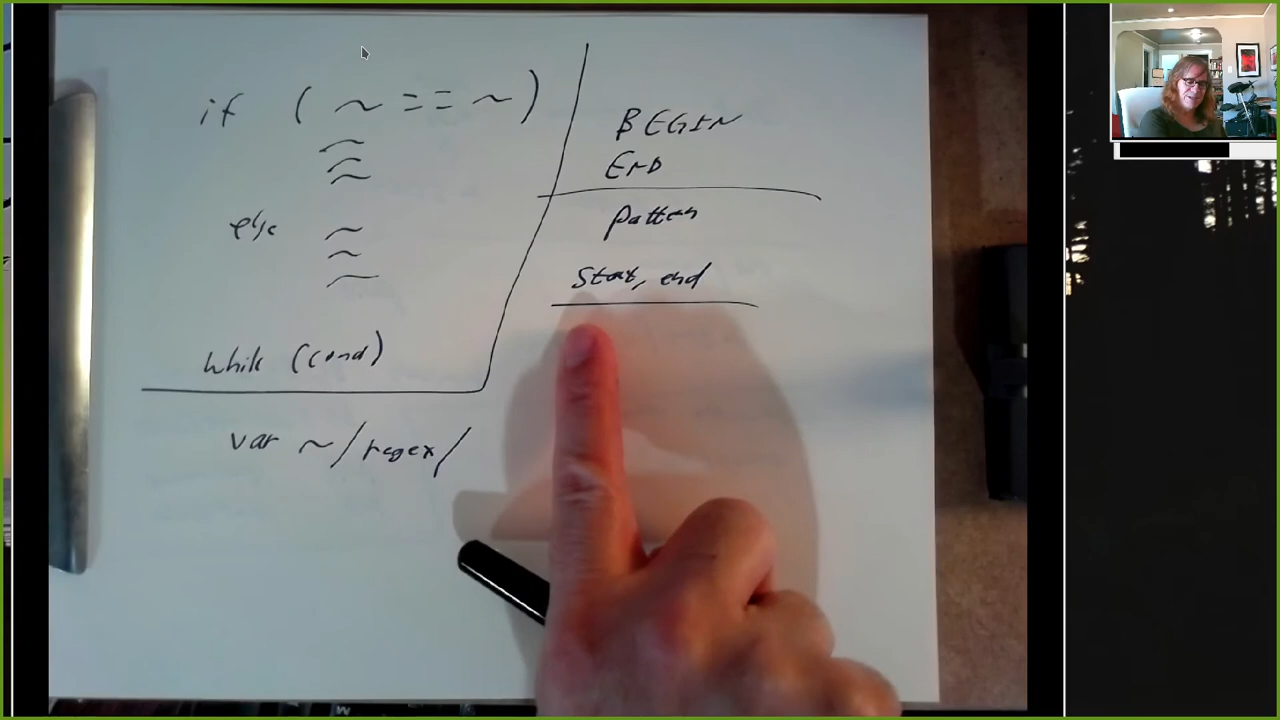 if ( ~ == ~ )
else
while (cond)
var ~ /regex/
BEGIN
END
pattern
start, end